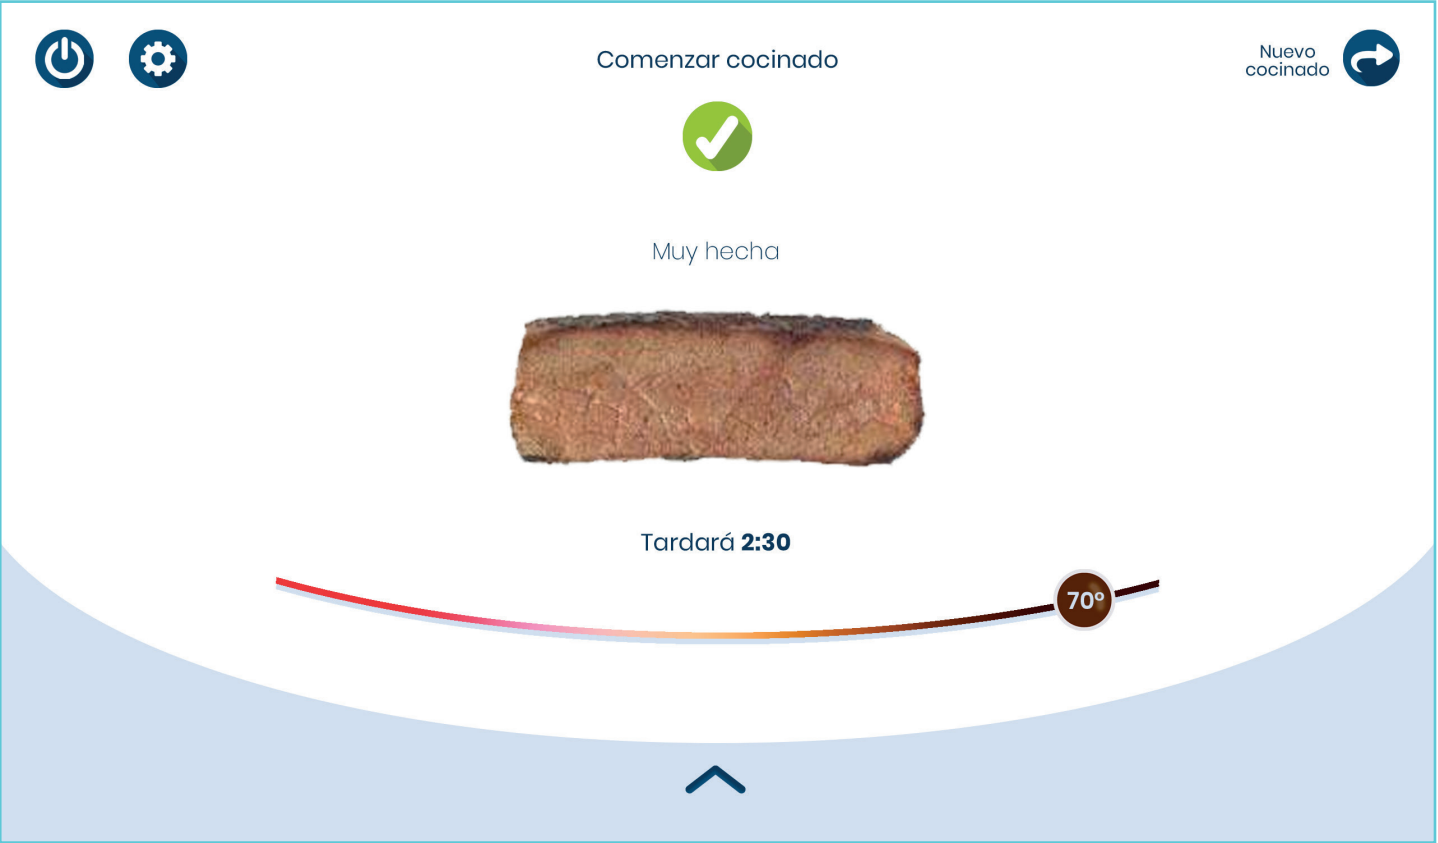 Comenzar cocinado
Nuevo
cocinado
Muy hecha
Tardará 2:30
70º